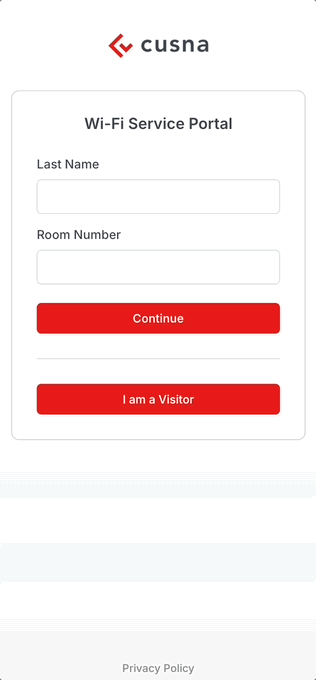 cusna
Wi-Fi Service Portal
Last Name
Room Number
Continue
I am a Visitor
Privacy Policy